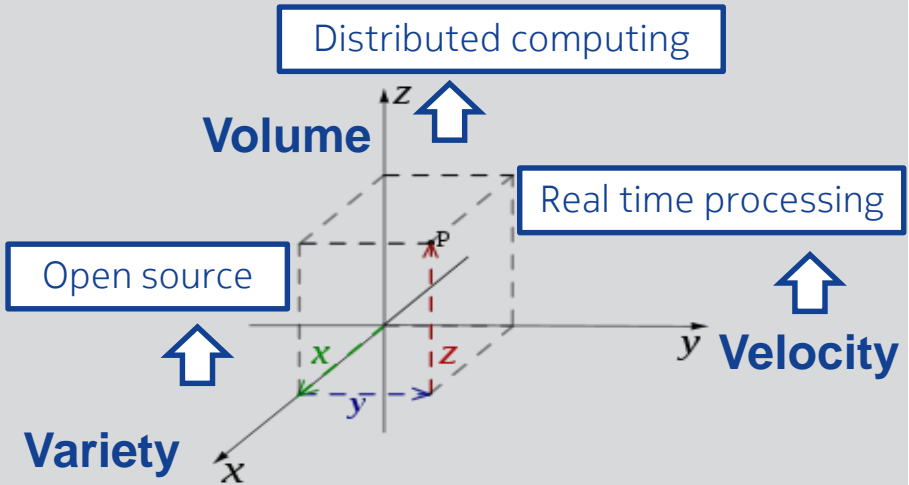 Distributed computing
z
Volume
Real time processing
P
Open source
x
z
y
Velocity
y
Variety
x